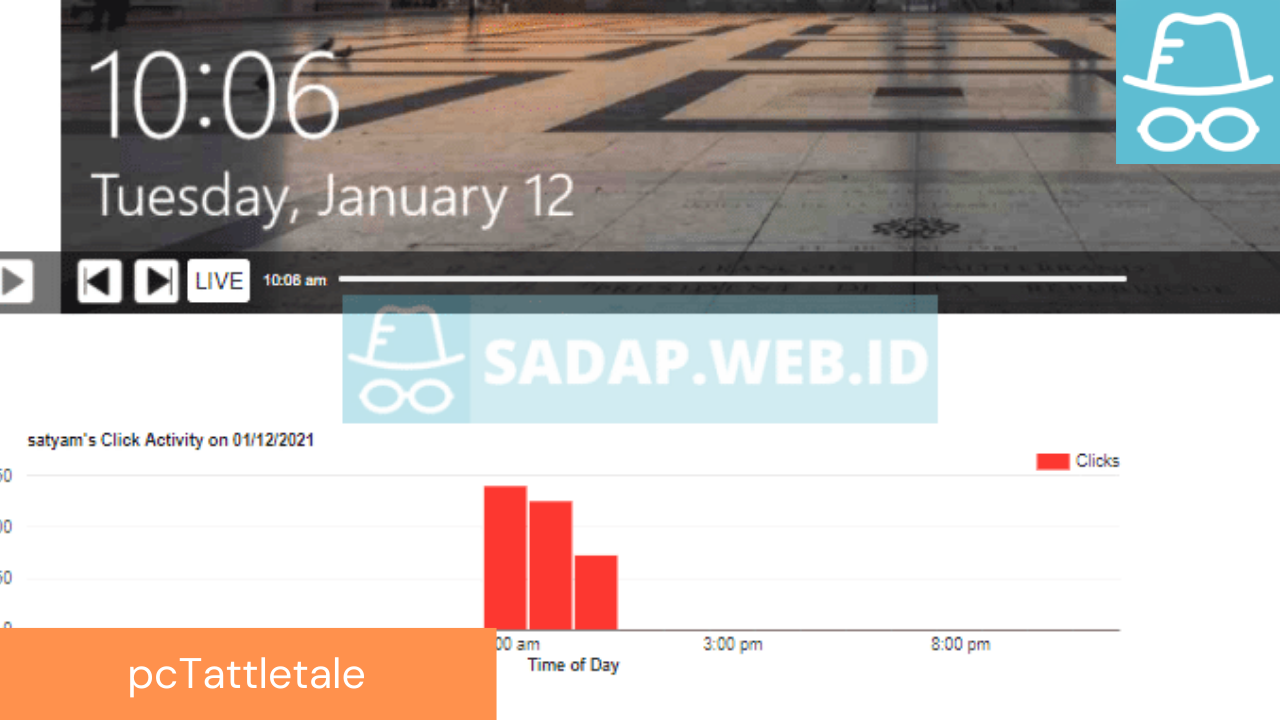 10:06
Tuesday, January 12
LIVE
10:06 am
SADAP.WEB.ID
satyam's Click Activity on 01/12/2021
Clicks
50
00
50
0
00 am
3:00 pm
8:00 pm
Time of Day
pcTattletale